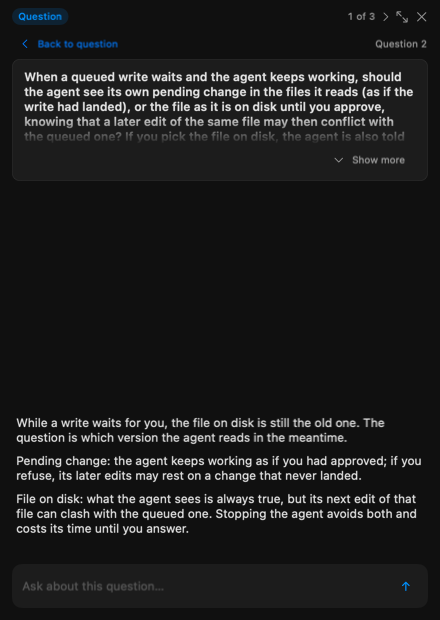 Question
1 of 3
Back to question
Question 2
When a queued write waits and the agent keeps working, should
the agent see its own pending change in the files it reads (as if the
write had landed), or the file as it is on disk until you approve,
knowing that a later edit of the same file may then conflict with
the queued one? If you pick the file on disk, the agent is also told
Show more
While a write waits for you, the file on disk is still the old one. The
question is which version the agent reads in the meantime.
Pending change: the agent keeps working as if you had approved; if you
refuse, its later edits may rest on a change that never landed.
File on disk: what the agent sees is always true, but its next edit of that
file can clash with the queued one. Stopping the agent avoids both and
costs its time until you answer.
Ask about this question...